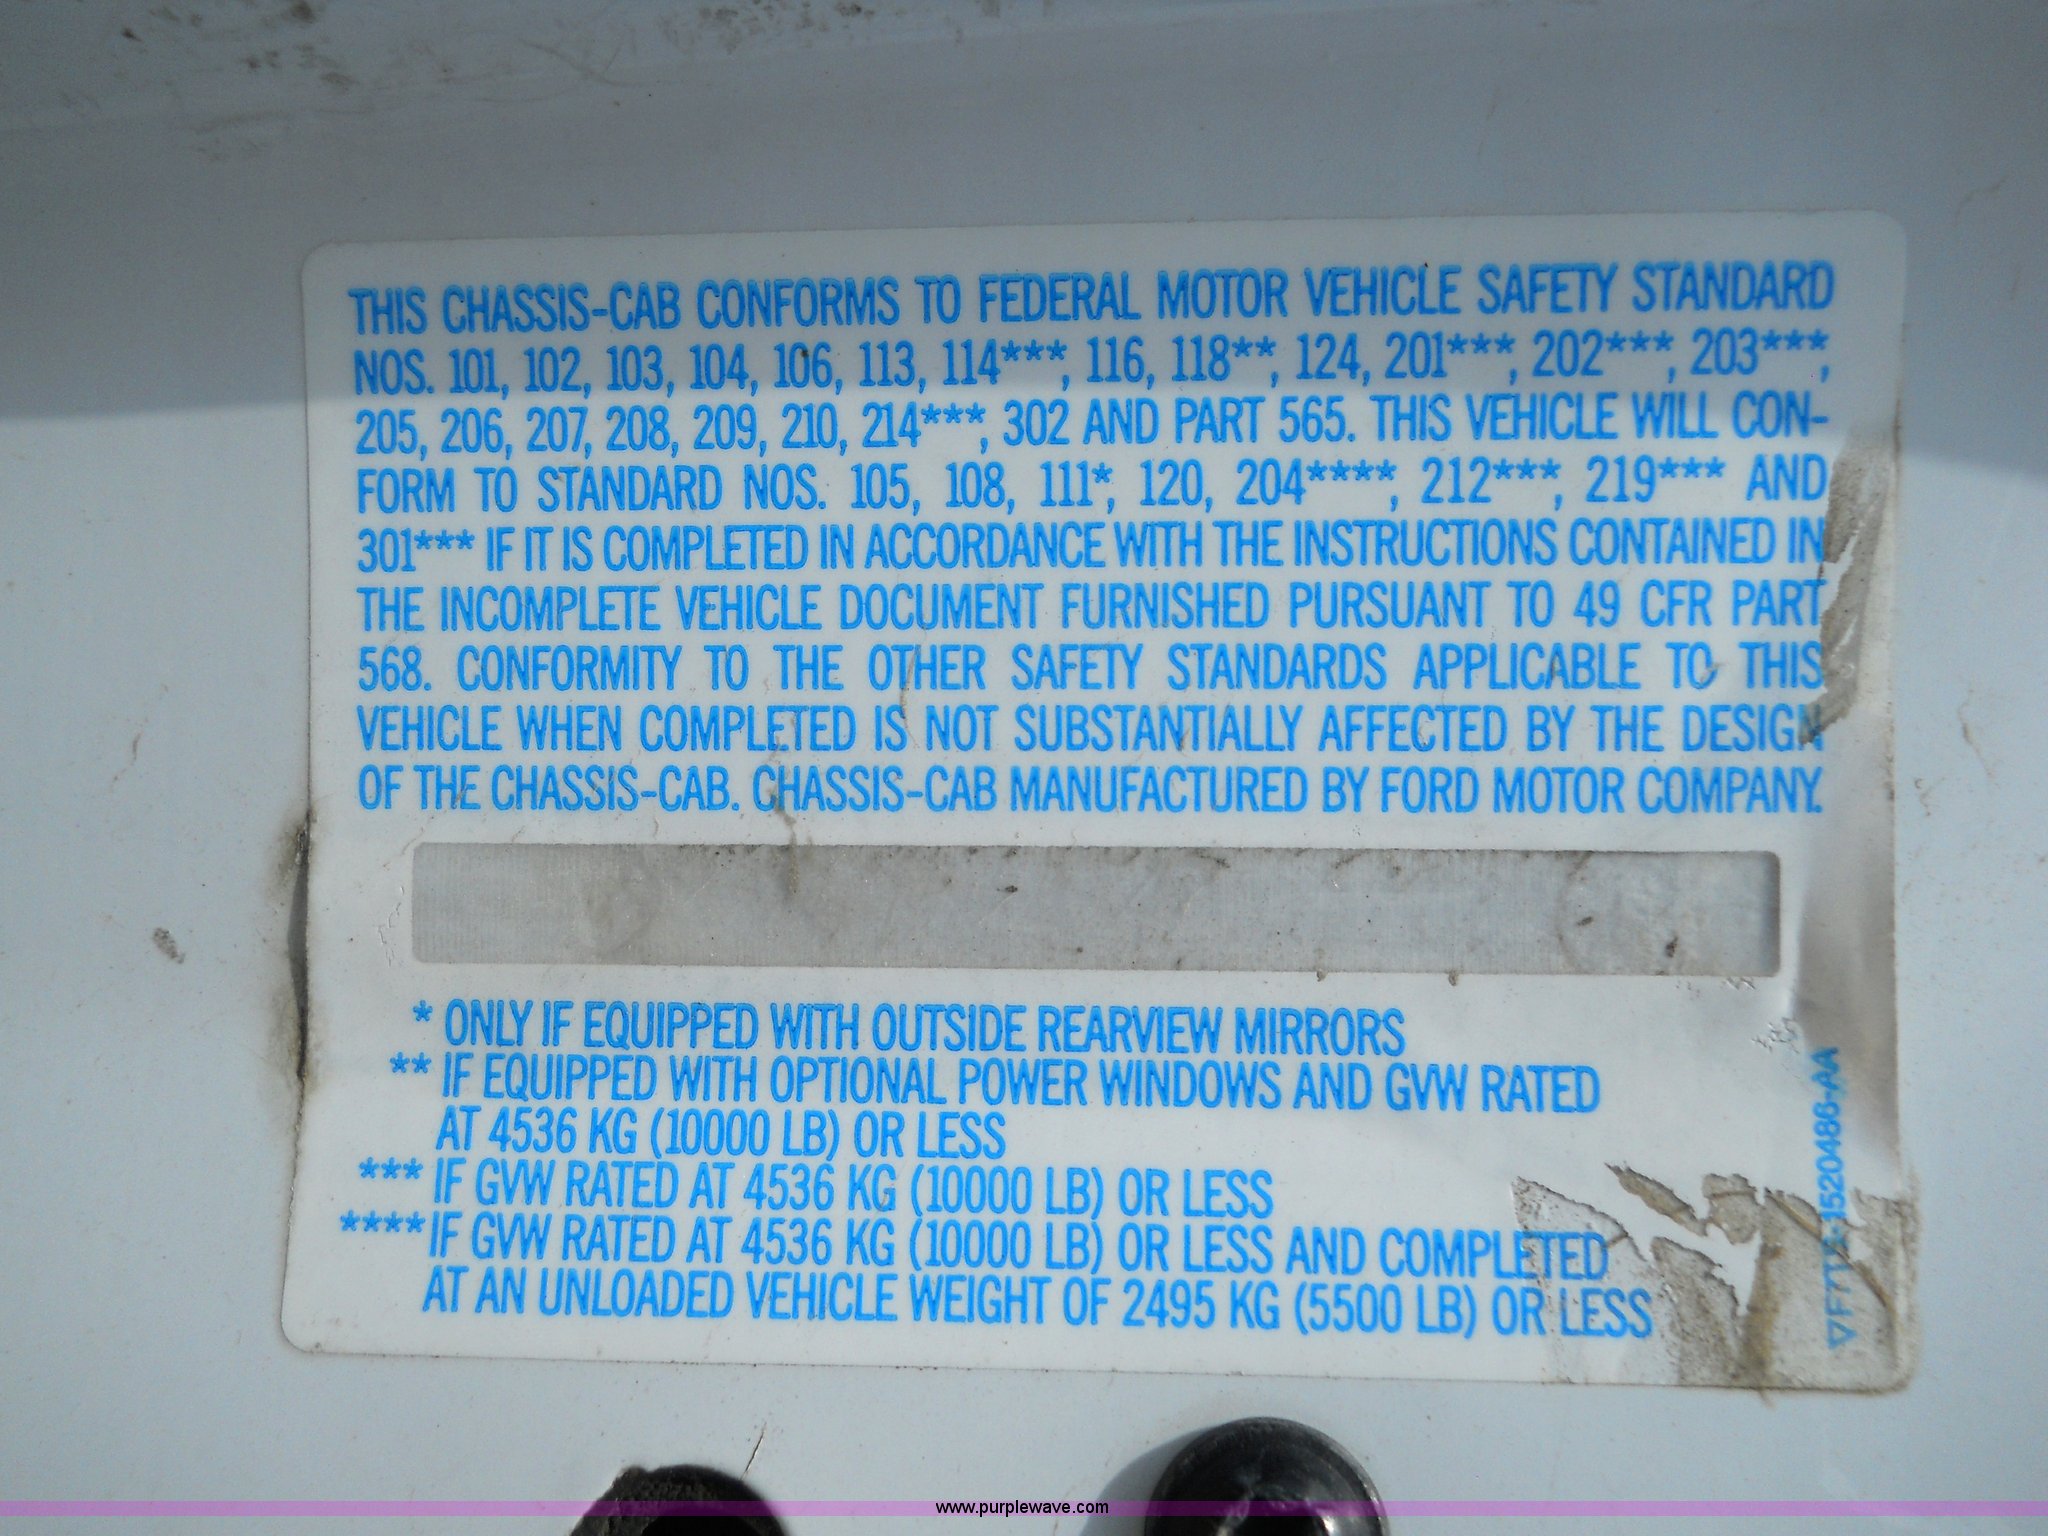 THIS CHASSIS-CAB CONFORMS TO FEDERAL MOTOR VEHICLE SAFETY STANDARD
NOS. 101, 102, 103, 104, 106, 113, 114***, 116, 118**, 124, 201***, 202***, 203***,
205, 206, 207, 208, 209, 210, 214***, 302 AND PART 565. THIS VEHICLE WILL CON-
FORM TO STANDARD NOS. 105, 108, 111*, 120, 204****, 212***, 219*** AND
301*** IF IT IS COMPLETED IN ACCORDANCE WITH THE INSTRUCTIONS CONTAINED IN
THE INCOMPLETE VEHICLE DOCUMENT FURNISHED PURSUANT TO 49 CFR PART
568. CONFORMITY TO THE OTHER SAFETY STANDARDS APPLICABLE TO THIS
VEHICLE WHEN COMPLETED IS NOT SUBSTANTIALLY AFFECTED BY THE DESIGN
OF THE CHASSIS-CAB. CHASSIS-CAB MANUFACTURED BY FORD MOTOR COMPANY.
* ONLY IF EQUIPPED WITH OUTSIDE REARVIEW MIRRORS
** IF EQUIPPED WITH OPTIONAL POWER WINDOWS AND GVW RATED
AT 4536 KG (10000 LB) OR LESS
*** IF GVW RATED AT 4536 KG (10000 LB) OR LESS
****IF GVW RATED AT 4536 KG (10000 LB) OR LESS AND COMPLETED
AT AN UNLOADED VEHICLE WEIGHT OF 2495 KG (5500 LB) OR LESS
www.purplewave.com